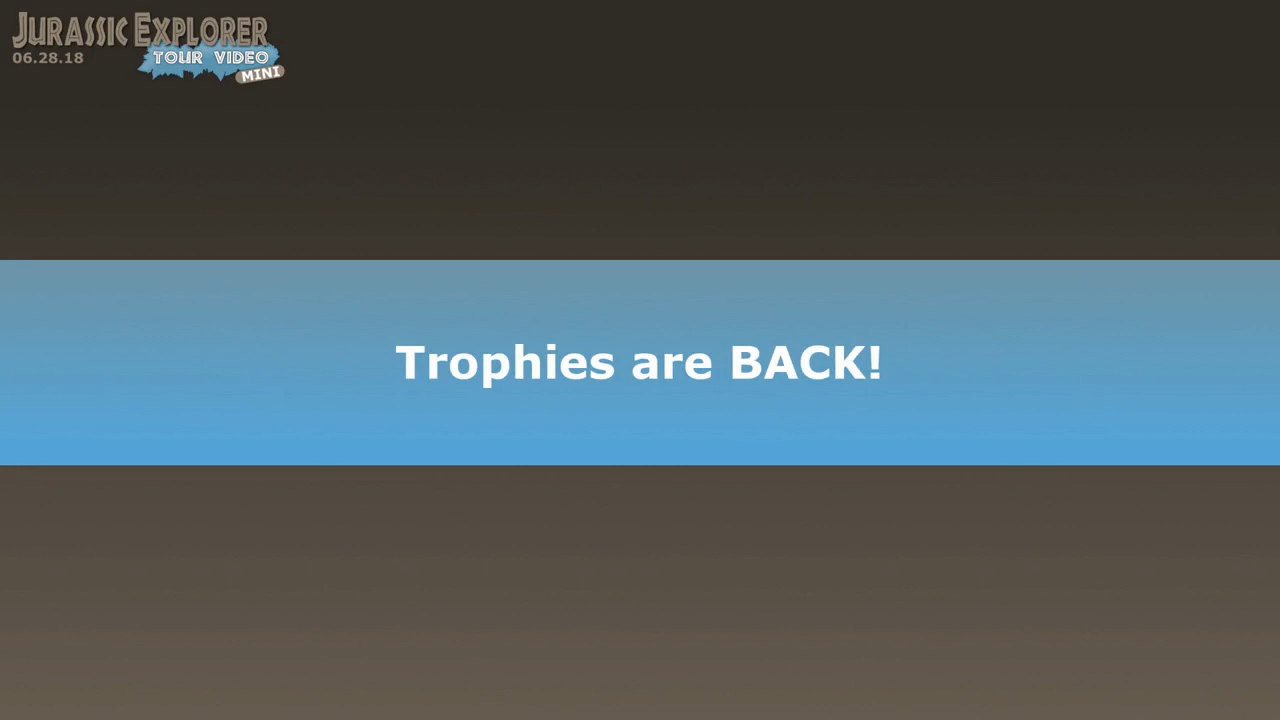 JURASSIC EXPLORER
06.28.18
TOUR VIDEO
MINI
Trophies are BACK!